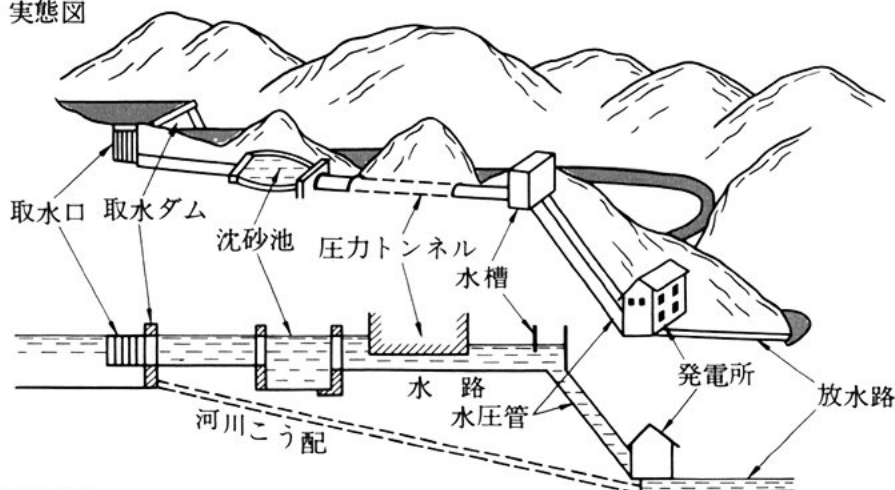 実態図
取水口
取水ダム
沈砂池
圧力トンネル
水槽
水路
水圧管
発電所
放水路
河川こう配